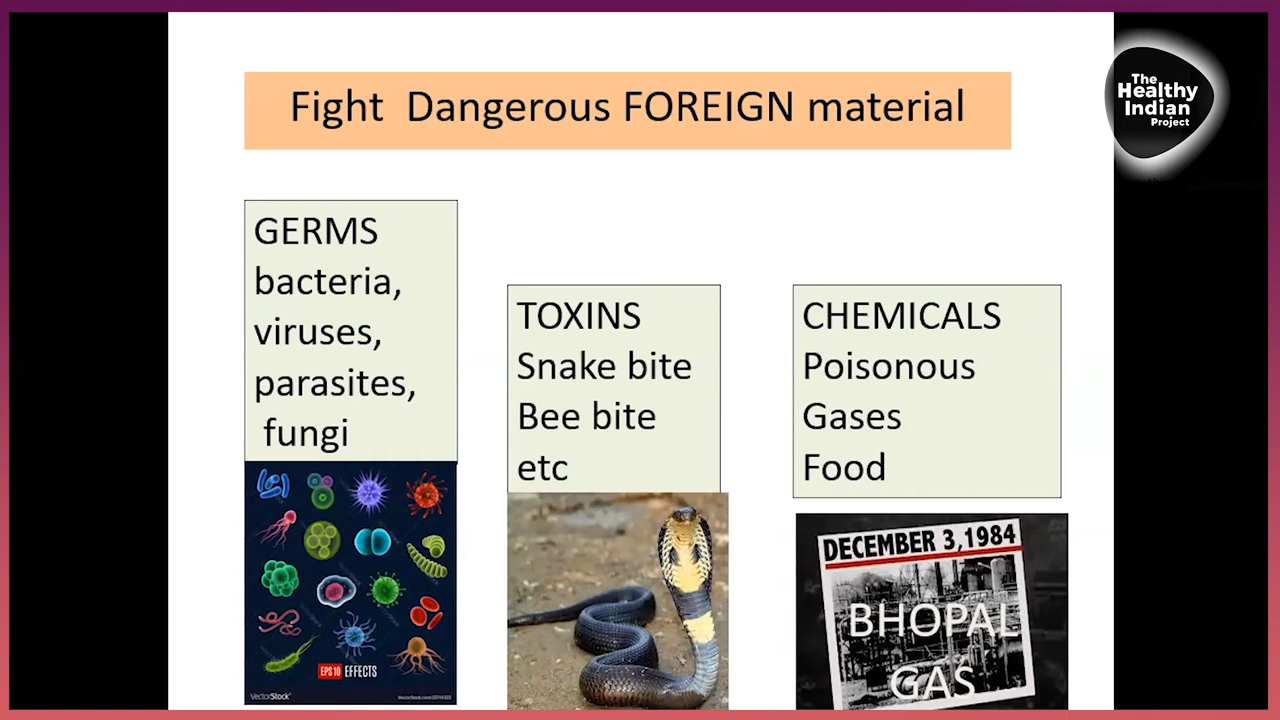 Fight Dangerous FOREIGN material
The
Healthy
Indian
Project
GERMS
bacteria,
viruses,
parasites,
fungi
TOXINS
Snake bite
Bee bite
etc
CHEMICALS
Poisonous
Gases
Food
EPS10 EFFECTS
VectorStock
DECEMBER 3,1984
BHOPAL
GAS